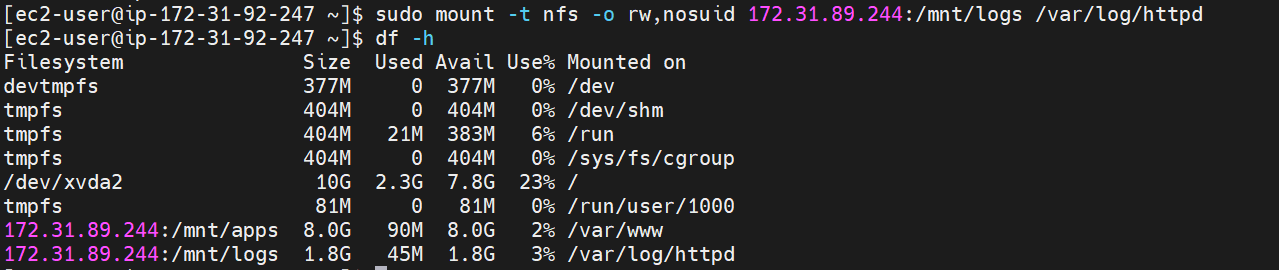 [ec2-user@ip-172-31-92-247 ~]$ sudo mount -t nfs -o rw,nosuid 172.31.89.244:/mnt/logs /var/log/httpd
[ec2-user@ip-172-31-92-247 ~]$ df -h
Filesystem               Size  Used Avail Use% Mounted on
devtmpfs                 377M     0  377M   0% /dev
tmpfs                    404M     0  404M   0% /dev/shm
tmpfs                    404M   21M  383M   6% /run
tmpfs                    404M     0  404M   0% /sys/fs/cgroup
/dev/xvda2                10G  2.3G  7.8G  23% /
tmpfs                     81M     0   81M   0% /run/user/1000
172.31.89.244:/mnt/apps  8.0G   90M  8.0G   2% /var/www
172.31.89.244:/mnt/logs  1.8G   45M  1.8G   3% /var/log/httpd